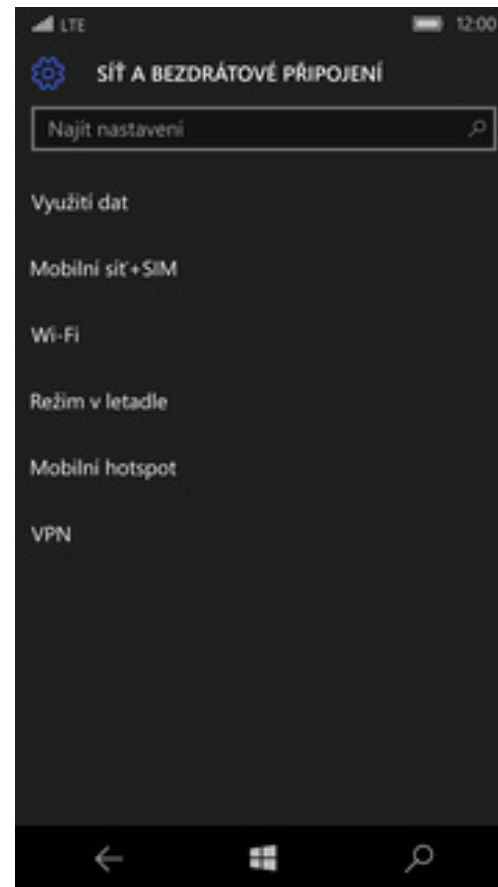 LTE 12:00
SÍŤ A BEZDRÁTOVÉ PŘIPOJENÍ
Najít nastavení
Využití dat
Mobilní síť+SIM
Wi-Fi
Režim v letadle
Mobilní hotspot
VPN